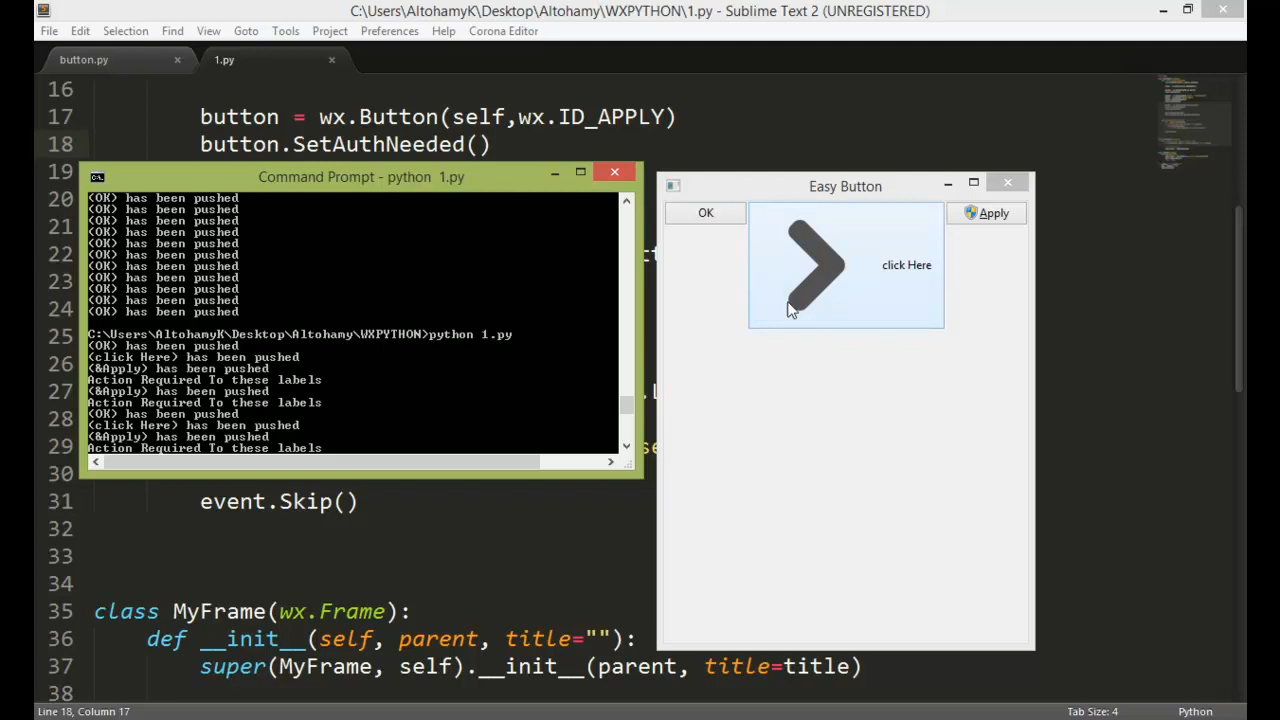 C:\Users\AltohamyK\Desktop\Altohamy\WXPYTHON\1.py - Sublime Text 2 (UNREGISTERED)
File Edit Selection Find View Goto Tools Project Preferences Help Corona Editor
button.py
1.py
16
17 button = wx.Button(self,wx.ID_APPLY)
18 button.SetAuthNeeded()
19
20
21
22
23
24
25
26
27
28
29
30
31 event.Skip()
32
33
34
35 class MyFrame(wx.Frame):
36 def __init__(self, parent, title=""):
37 super(MyFrame, self).__init__(parent, title=title)
38
Command Prompt - python 1.py
(OK) has been pushed
(OK) has been pushed
(OK) has been pushed
(OK) has been pushed
(OK) has been pushed
(OK) has been pushed
(OK) has been pushed
(OK) has been pushed
(OK) has been pushed
(OK) has been pushed
(OK) has been pushed
C:\Users\AltohamyK\Desktop\Altohamy\WXPYTHON>python 1.py
(OK) has been pushed
(click Here) has been pushed
(&Apply) has been pushed
Action Required To these labels
(&Apply) has been pushed
Action Required To these labels
(OK) has been pushed
(click Here) has been pushed
(&Apply) has been pushed
Action Required To these labels
Easy Button
OK
click Here
Apply
Line 18, Column 17
Tab Size: 4
Python